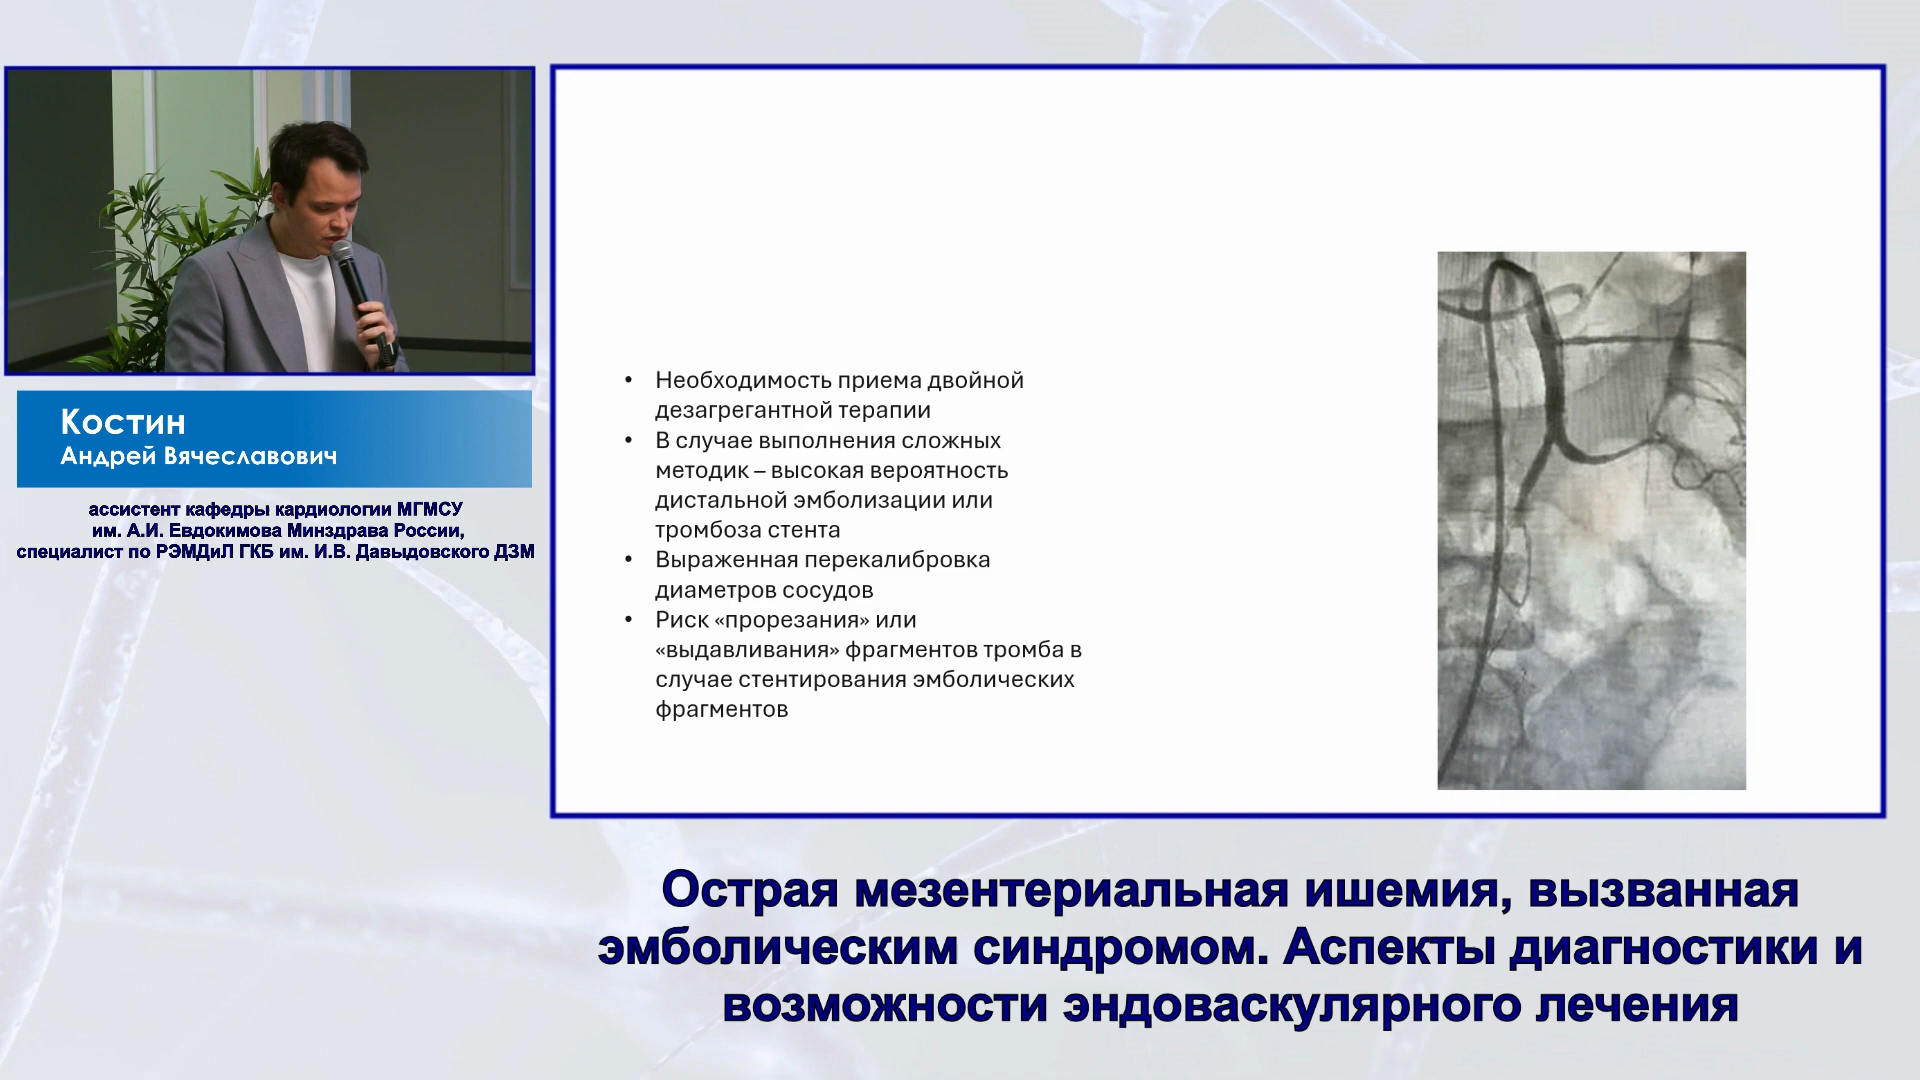 Костин
Андрей Вячеславович
ассистент кафедры кардиологии МГМСУ
им. А.И. Евдокимова Минздрава России,
специалист по РЭМДиЛ ГКБ им. И.В. Давыдовского ДЗМ
• Необходимость приема двойной
дезагрегантной терапии
• В случае выполнения сложных
методик – высокая вероятность
дистальной эмболизации или
тромбоза стента
• Выраженная перекалибровка
диаметров сосудов
• Риск «прорезания» или
«выдавливания» фрагментов тромба в
случае стентирования эмболических
фрагментов
Острая мезентериальная ишемия, вызванная
эмболическим синдромом. Аспекты диагностики и
возможности эндоваскулярного лечения